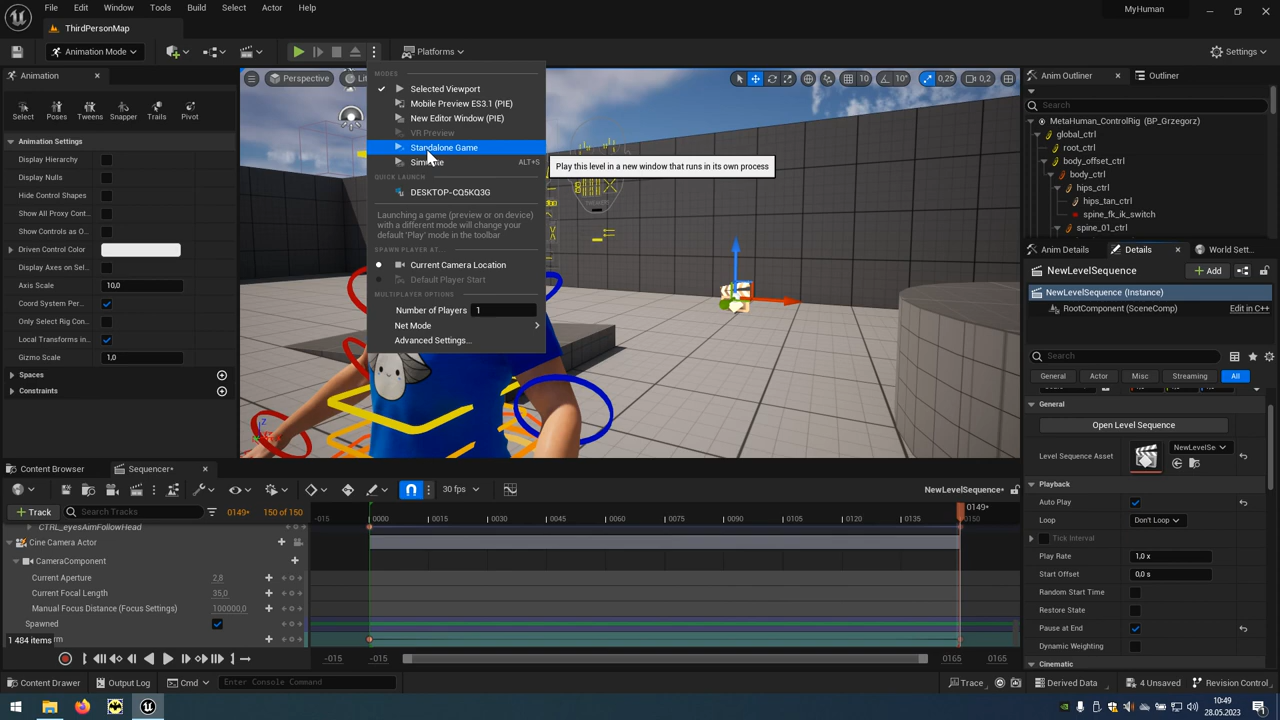 File Edit Window Tools Build Select Actor Help
MyHuman
ThirdPersonMap
Animation Mode
Platforms
Settings
Animation
Perspective
10
10°
0,25
0,2
Anim Outliner
Outliner
Select Poses Tweens Snapper Trails Pivot
Animation Settings
Display Hierarchy
Display Nulls
Hide Control Shapes
Show All Proxy Cont...
Show Controls as O...
Driven Control Color
Display Axes on Sel...
Axis Scale 10,0
Coord System Per...
Only Select Rig Con...
Local Transforms in...
Gizmo Scale 1,0
Spaces
Constraints
MODES
Selected Viewport
Mobile Preview ES3.1 (PIE)
New Editor Window (PIE)
VR Preview
Standalone Game
Simulate ALT+S
Play this level in a new window that runs in its own process
QUICK LAUNCH
DESKTOP-CQ5KQ3G
Launching a game (preview or on device)
with a different mode will change your
default 'Play' mode in the toolbar
SPAWN PLAYER AT...
Current Camera Location
Default Player Start
MULTIPLAYER OPTIONS
Number of Players 1
Net Mode
Advanced Settings...
Search
MetaHuman_ControlRig (BP_Grzegorz)
global_ctrl
root_ctrl
body_offset_ctrl
body_ctrl
hips_ctrl
hips_tan_ctrl
spine_fk_ik_switch
spine_01_ctrl
Anim Details
Details
World Sett...
NewLevelSeque
Add
NewLevelSequence (Instance)
RootComponent (SceneComp) Edit in C++
Search
General Actor Misc Streaming All
General
Open Level Sequence
Level Sequence Asset NewLevelSe
Playback
Auto Play
Loop Don't Loop
Tick Interval
Play Rate 1,0 x
Start Offset 0,0 s
Random Start Time
Restore State
Pause at End
Dynamic Weighting
Cinematic
Content Browser
Sequencer*
30 fps
NewLevelSequence*
Track
Search Tracks
0149*
150 of 150
-015 0000 0015 0030 0045 0060 0075 0090 0105 0120 0135 0150
0149*
CTRL_eyesAimFollowHead
Cine Camera Actor
CameraComponent
Current Aperture 2,8
Current Focal Length 35,0
Manual Focus Distance (Focus Settings) 100000,0
Spawned
1 484 items
-015 -015 0165 0165
Content Drawer
Output Log
Cmd
Enter Console Command
Trace
Derived Data
4 Unsaved
Revision Control
10:49
28.05.2023